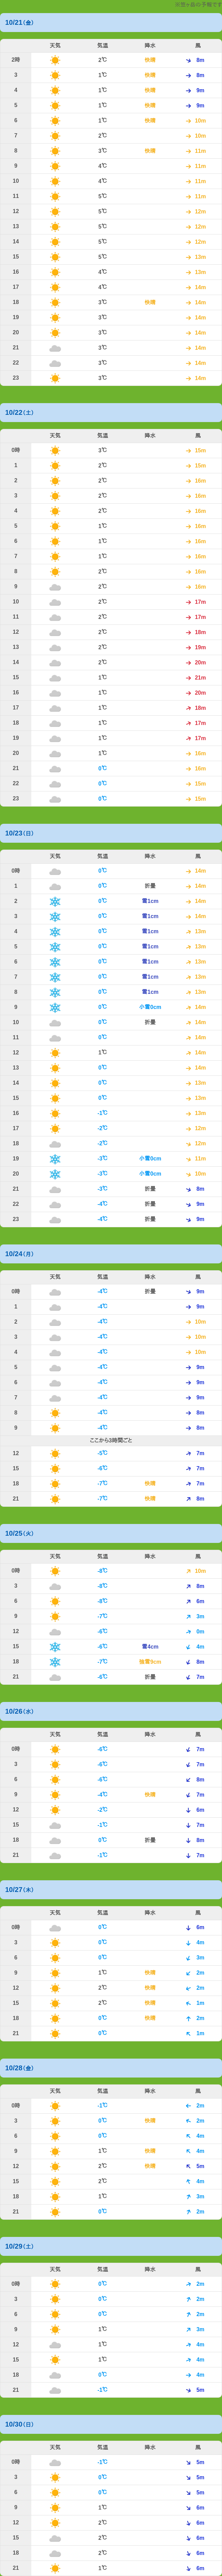 10/21(金)
天気 気温 降水 風
2時 2℃ 快晴 8m
3 1℃ 快晴 8m
4 1℃ 快晴 9m
5 1℃ 快晴 9m
6 1℃ 快晴 10m
7 2℃ 10m
8 3℃ 快晴 11m
9 4℃ 11m
10 4℃ 11m
11 5℃ 11m
12 5℃ 12m
13 5℃ 12m
14 5℃ 12m
15 5℃ 13m
16 4℃ 13m
17 4℃ 14m
18 3℃ 快晴 14m
19 3℃ 14m
20 3℃ 14m
21 3℃ 14m
22 3℃ 14m
23 3℃ 14m
10/22(土)
天気 気温 降水 風
0時 3℃ 15m
1 2℃ 15m
2 2℃ 16m
3 2℃ 16m
4 2℃ 16m
5 1℃ 16m
6 1℃ 16m
7 1℃ 16m
8 2℃ 16m
9 2℃ 16m
10 2℃ 17m
11 2℃ 17m
12 2℃ 18m
13 2℃ 19m
14 2℃ 20m
15 1℃ 21m
16 1℃ 20m
17 1℃ 18m
18 1℃ 17m
19 1℃ 17m
20 1℃ 16m
21 0℃ 16m
22 0℃ 15m
23 0℃ 15m
10/23(日)
天気 気温 降水 風
0時 0℃ 14m
1 0℃ 折曇 14m
2 0℃ 雪1cm 14m
3 0℃ 雪1cm 14m
4 0℃ 雪1cm 13m
5 0℃ 雪1cm 13m
6 0℃ 雪1cm 13m
7 0℃ 雪1cm 13m
8 0℃ 雪1cm 13m
9 0℃ 小雪0cm 14m
10 0℃ 折曇 14m
11 0℃ 14m
12 1℃ 14m
13 0℃ 14m
14 0℃ 13m
15 0℃ 13m
16 -1℃ 13m
17 -2℃ 12m
18 -2℃ 12m
19 -3℃ 小雪0cm 11m
20 -3℃ 小雪0cm 10m
21 -3℃ 折曇 8m
22 -4℃ 折曇 9m
23 -4℃ 折曇 9m
10/24(月)
天気 気温 降水 風
0時 -4℃ 折曇 9m
1 -4℃ 9m
2 -4℃ 10m
3 -4℃ 10m
4 -4℃ 10m
5 -4℃ 9m
6 -4℃ 9m
7 -4℃ 9m
8 -4℃ 8m
9 -4℃ 8m
ここから3時間ごと
12 -5℃ 7m
15 -6℃ 7m
18 -7℃ 快晴 7m
21 -7℃ 快晴 8m
10/25(火)
天気 気温 降水 風
0時 -8℃ 10m
3 -8℃ 8m
6 -8℃ 6m
9 -7℃ 3m
12 -6℃ 0m
15 -6℃ 雪4cm 4m
18 -7℃ 8m
21 -6℃ 折曇 7m
10/26(水)
天気 気温 降水 風
0時 -6℃ 7m
3 -6℃ 7m
6 -6℃ 8m
9 -4℃ 快晴 7m
12 -2℃ 6m
15 -1℃ 7m
18 0℃ 折曇 8m
21 -1℃ 7m
10/27(木)
天気 気温 降水 風
0時 0℃ 6m
3 0℃ 4m
6 0℃ 3m
9 1℃ 快晴 2m
12 2℃ 快晴 2m
15 2℃ 快晴 1m
18 0℃ 快晴 2m
21 0℃ 1m
10/28(金)
天気 気温 降水 風
0時 -1℃ 2m
3 0℃ 快晴 2m
6 0℃ 4m
9 1℃ 快晴 4m
12 2℃ 快晴 5m
15 2℃ 4m
18 1℃ 3m
21 0℃ 2m
10/29(土)
天気 気温 降水 風
0時 0℃ 2m
3 0℃ 2m
6 0℃ 2m
9 1℃ 3m
12 1℃ 4m
15 1℃ 4m
18 0℃ 4m
21 -1℃ 5m
10/30(日)
天気 気温 降水 風
0時 -1℃ 5m
3 0℃ 5m
6 0℃ 5m
9 1℃ 6m
12 2℃ 6m
15 2℃ 6m
18 2℃ 6m
21 1℃ 6m